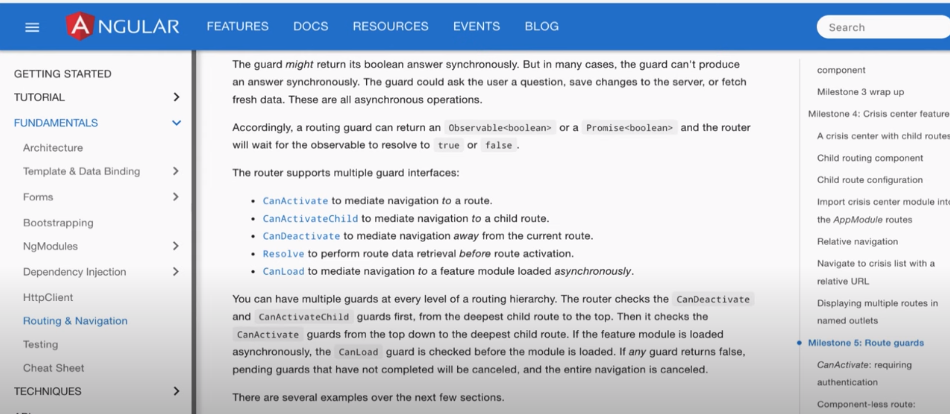 ANGULAR
FEATURES DOCS RESOURCES EVENTS BLOG
Search
GETTING STARTED
TUTORIAL
FUNDAMENTALS
Architecture
Template & Data Binding
Forms
Bootstrapping
NgModules
Dependency Injection
HttpClient
Routing & Navigation
Testing
Cheat Sheet
TECHNIQUES
The guard might return its boolean answer synchronously. But in many cases, the guard can't produce
an answer synchronously. The guard could ask the user a question, save changes to the server, or fetch
fresh data. These are all asynchronous operations.
Accordingly, a routing guard can return an Observable<boolean> or a Promise<boolean> and the router
will wait for the observable to resolve to true or false .
The router supports multiple guard interfaces:
• CanActivate to mediate navigation to a route.
• CanActivateChild to mediate navigation to a child route.
• CanDeactivate to mediate navigation away from the current route.
• Resolve to perform route data retrieval before route activation.
• CanLoad to mediate navigation to a feature module loaded asynchronously.
You can have multiple guards at every level of a routing hierarchy. The router checks the CanDeactivate
and CanActivateChild guards first, from the deepest child route to the top. Then it checks the
CanActivate guards from the top down to the deepest child route. If the feature module is loaded
asynchronously, the CanLoad guard is checked before the module is loaded. If any guard returns false,
pending guards that have not completed will be canceled, and the entire navigation is canceled.
There are several examples over the next few sections.
component
Milestone 3 wrap up
Milestone 4: Crisis center feature
A crisis center with child routes
Child routing component
Child route configuration
Import crisis center module into
the AppModule routes
Relative navigation
Navigate to crisis list with a
relative URL
Displaying multiple routes in
named outlets
Milestone 5: Route guards
CanActivate: requiring
authentication
Component-less route: